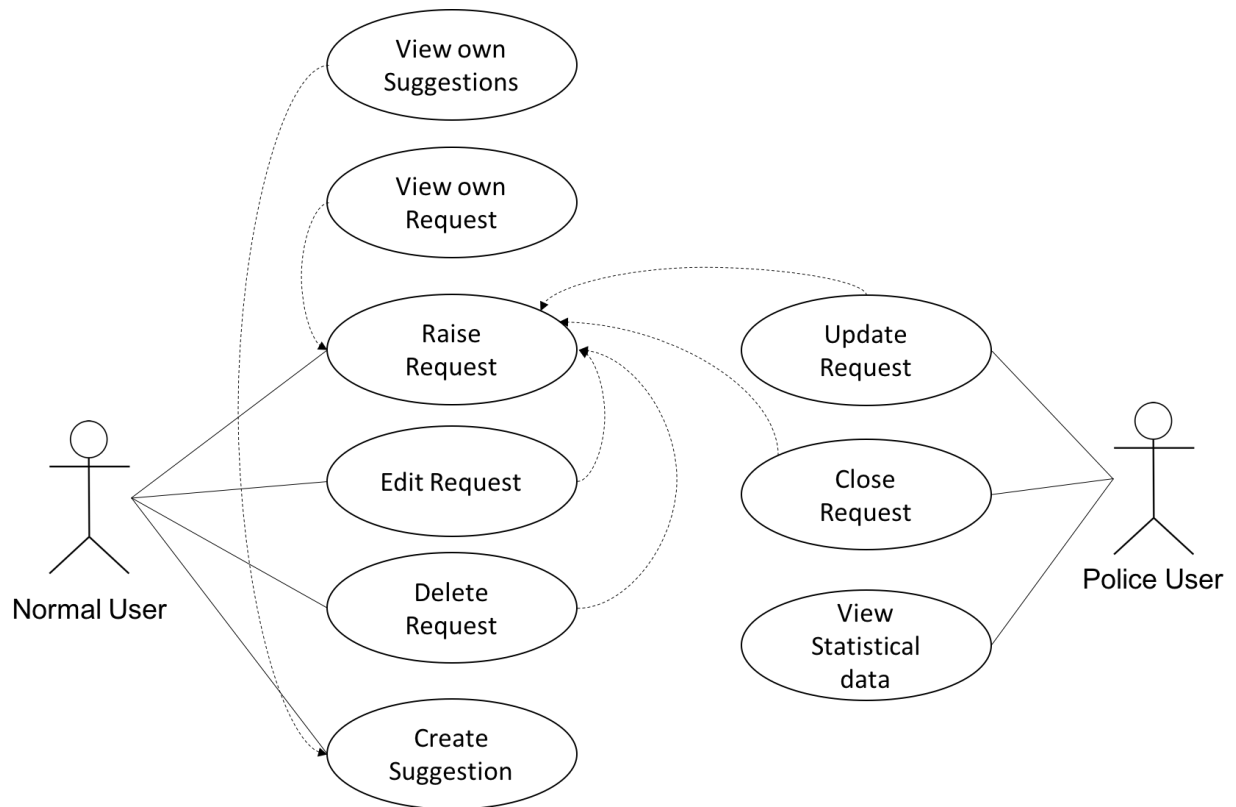 View own
Suggestions
View own
Request
Raise
Request
Edit Request
Delete
Request
Create
Suggestion
Normal User
Update
Request
Close
Request
View
Statistical
data
Police User